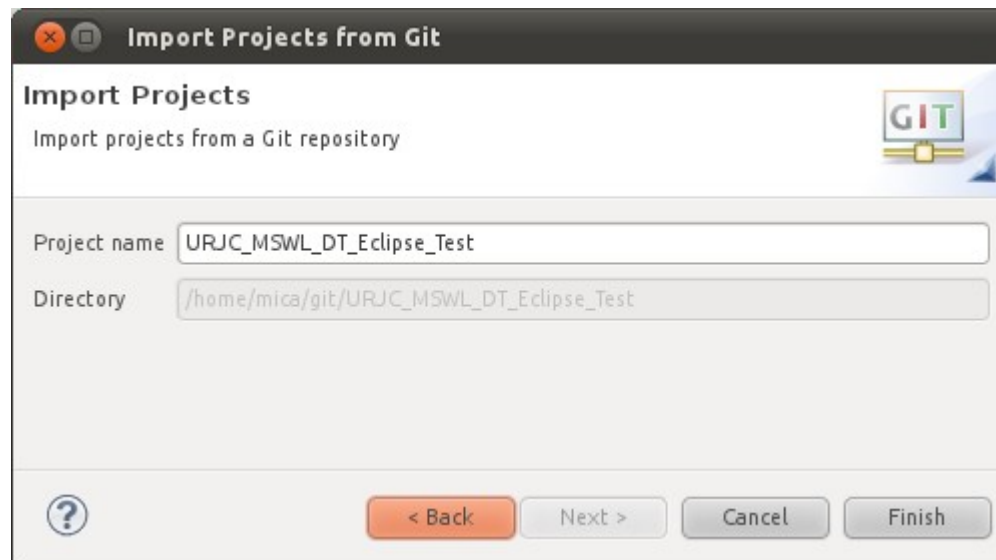 Import Projects from Git
Import Projects
Import projects from a Git repository
GIT
Project name URJC_MSWL_DT_Eclipse_Test
Directory /home/mica/git/URJC_MSWL_DT_Eclipse_Test
? < Back Next > Cancel Finish